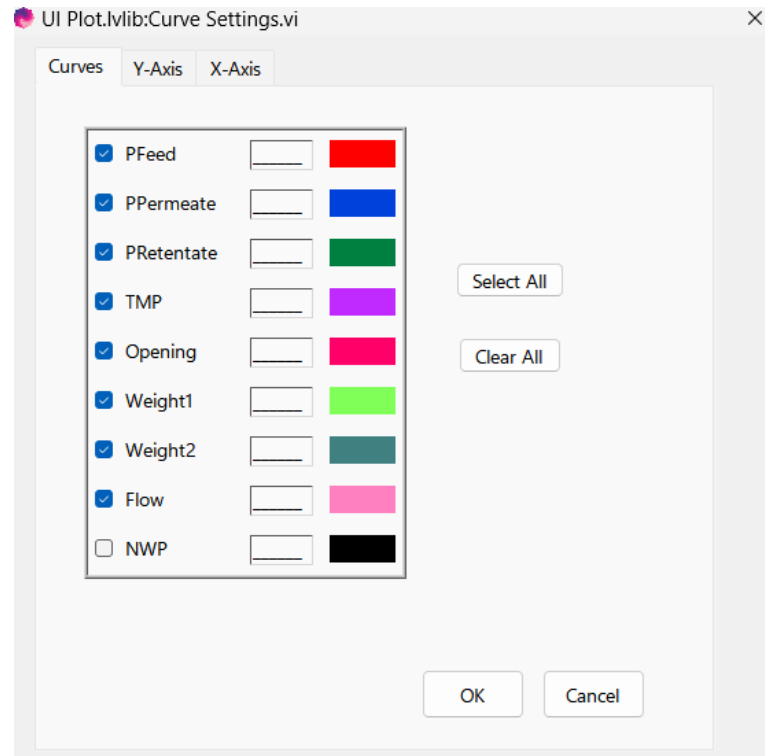 UI Plot.lvlib:Curve Settings.vi
Curves Y-Axis X-Axis
PFeed
PPermeate
PRetentate
TMP
Opening
Weight1
Weight2
Flow
NWP
Select All
Clear All
OK Cancel